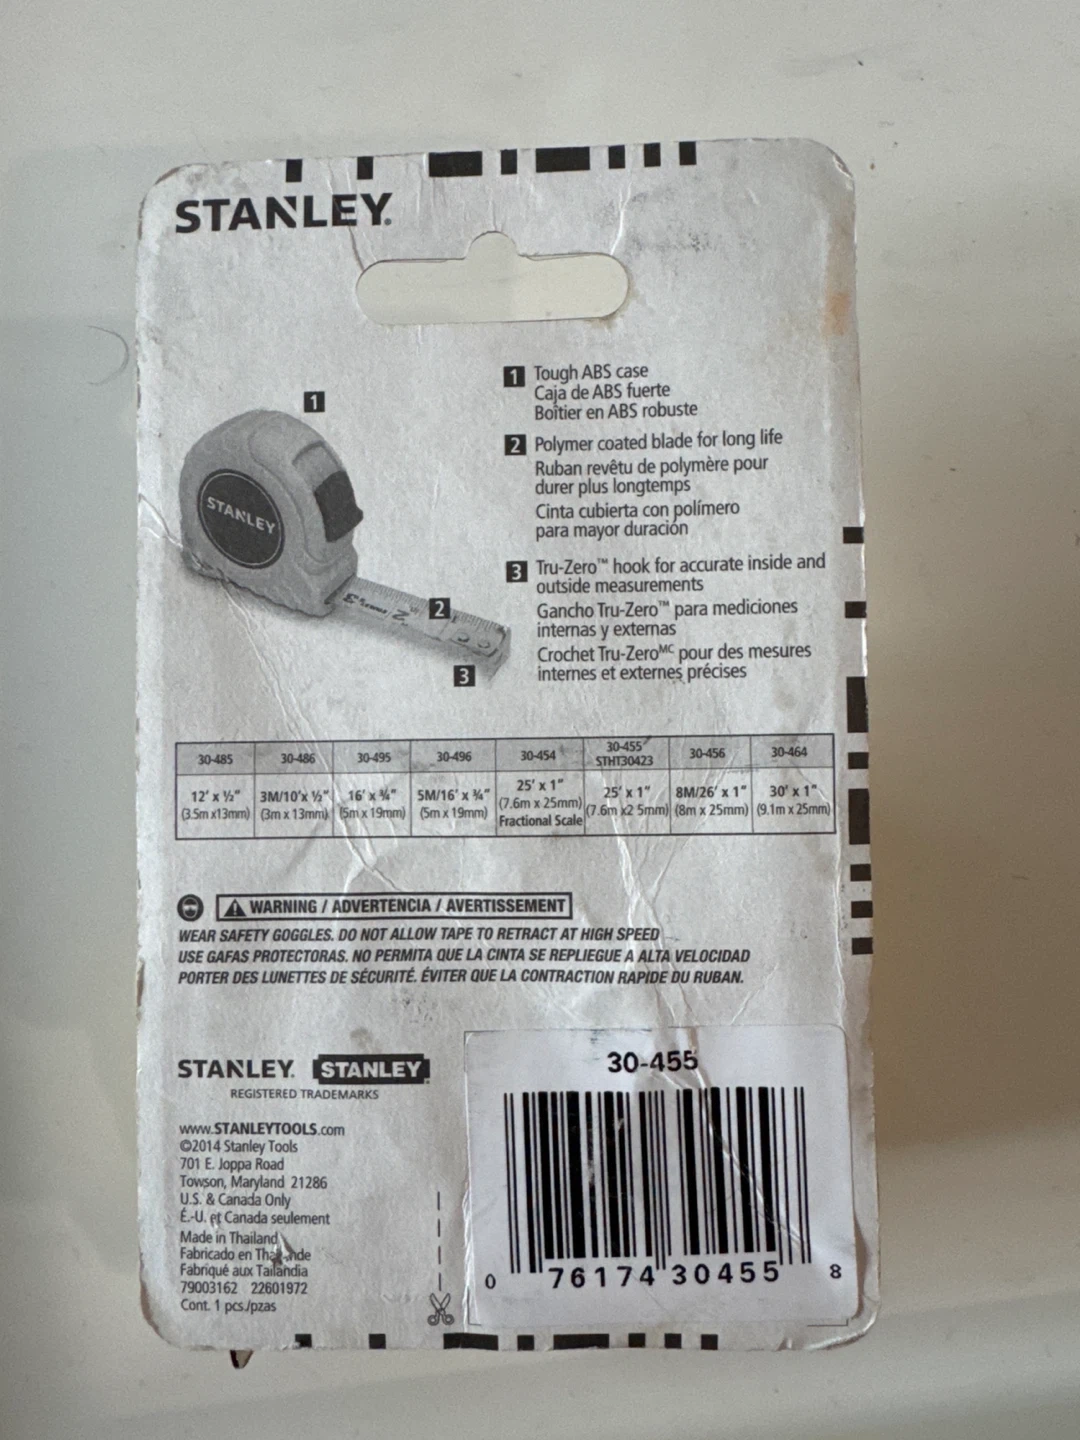 STANLEY.
1
1 Tough ABS case
Caja de ABS fuerte
Boîtier en ABS robuste
2 Polymer coated blade for long life
Ruban revêtu de polymère pour
durer plus longtemps
Cinta cubierta con polímero
para mayor duración
3 Tru-Zero™ hook for accurate inside and
outside measurements
Gancho Tru-Zero™ para mediciones
internas y externas
Crochet Tru-Zeroᴹᶜ pour des mesures
internes et externes précises
STANLEY
3 2
2
3
30-485 30-486 30-495 30-496 30-454 30-455 STHT30423 30-456 30-464
12' x ½" 3M/10'x ½" 16' x ¾" 5M/16' x ¾" 25' x 1" 25' x 1" 8M/26' x 1" 30' x 1"
(3.5m x13mm) (3m x 13mm) (5m x 19mm) (5m x 19mm) (7.6m x 25mm) (7.6m x2 5mm) (8m x 25mm) (9.1m x 25mm)
Fractional Scale
WARNING / ADVERTENCIA / AVERTISSEMENT
WEAR SAFETY GOGGLES. DO NOT ALLOW TAPE TO RETRACT AT HIGH SPEED
USE GAFAS PROTECTORAS. NO PERMITA QUE LA CINTA SE REPLIEGUE A ALTA VELOCIDAD
PORTER DES LUNETTES DE SÉCURITÉ. ÉVITER QUE LA CONTRACTION RAPIDE DU RUBAN.
STANLEY. STANLEY.
REGISTERED TRADEMARKS
www.STANLEYTOOLS.com
©2014 Stanley Tools
701 E. Joppa Road
Towson, Maryland 21286
U.S. & Canada Only
É.-U. et Canada seulement
Made in Thailand
Fabricado en
Fabriqué aux Tailandia
79003162 22601972
Cont. 1 pcs./pzas
30-455
0 76174 30455 8